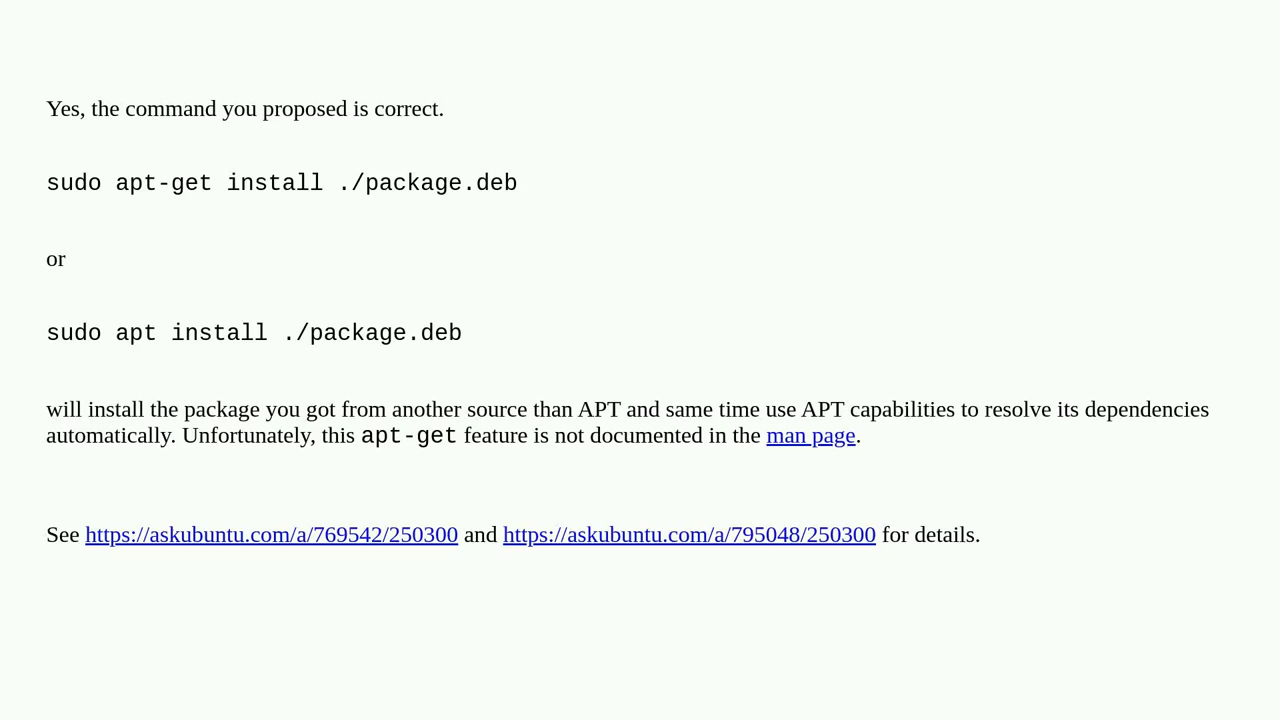 Yes, the command you proposed is correct.
sudo apt-get install ./package.deb
or
sudo apt install ./package.deb
will install the package you got from another source than APT and same time use APT capabilities to resolve its dependencies
automatically. Unfortunately, this apt-get feature is not documented in the man page.
See https://askubuntu.com/a/769542/250300 and https://askubuntu.com/a/795048/250300 for details.